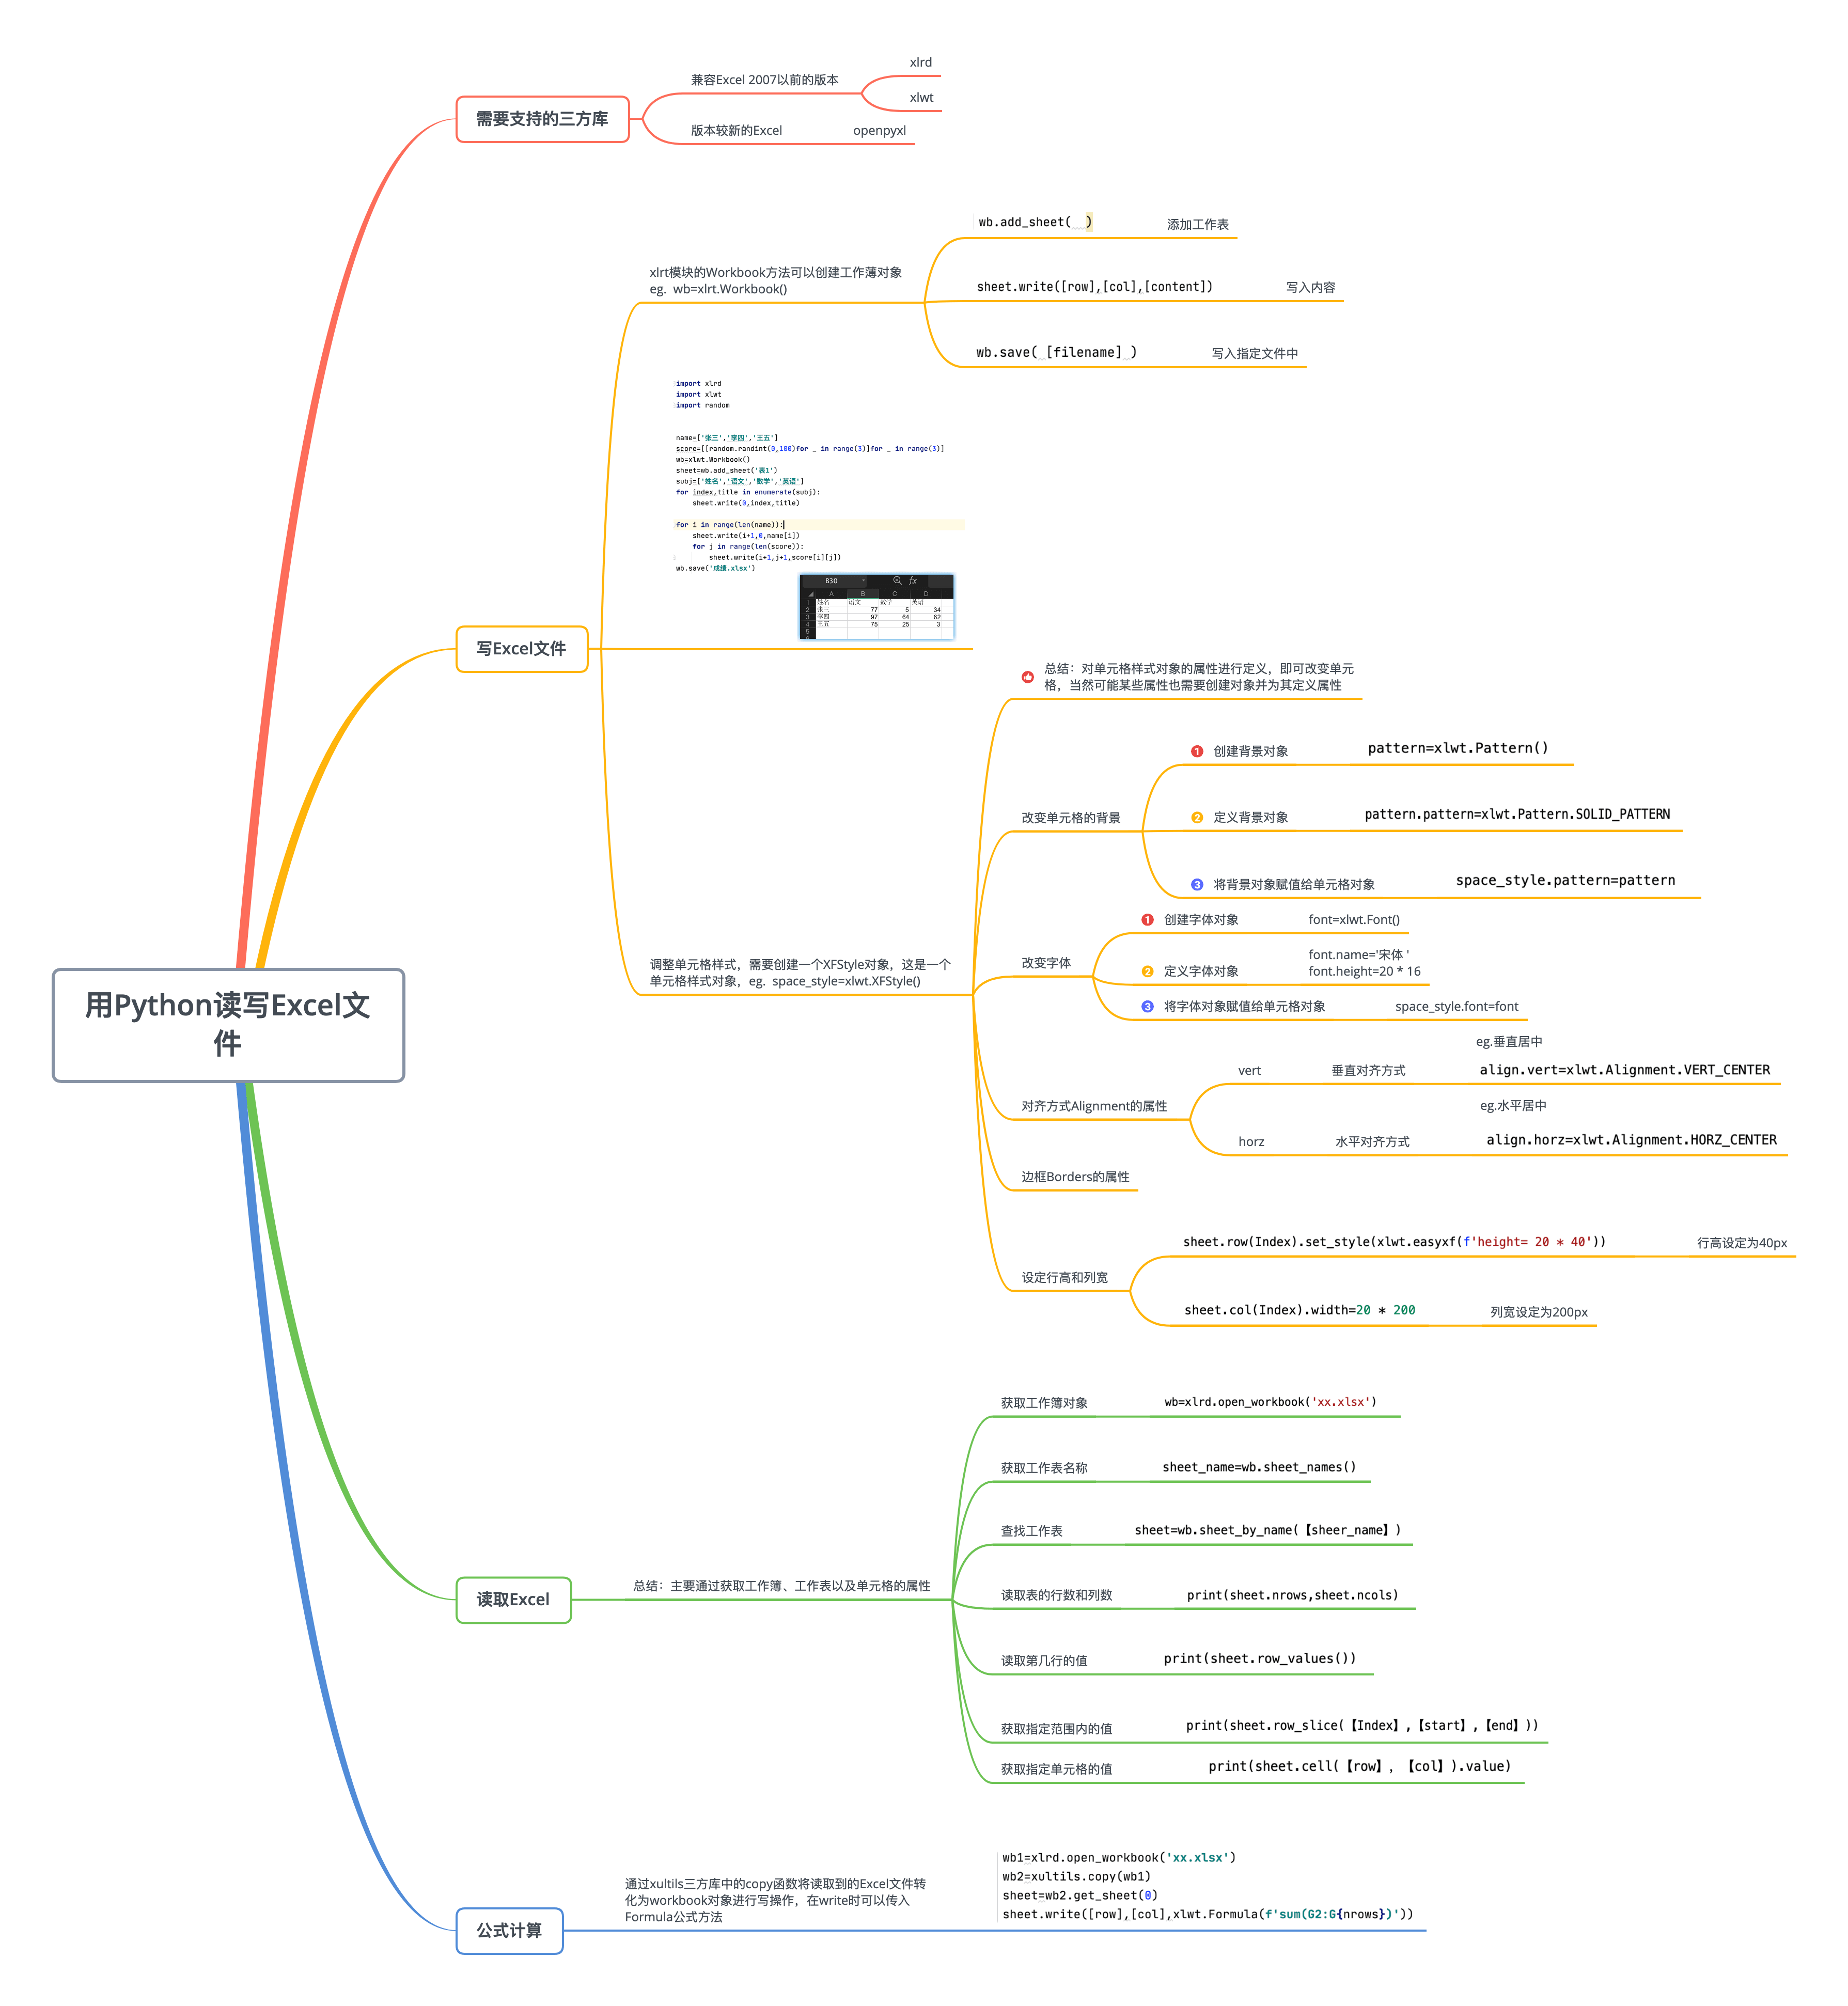 用Python读写Excel文
件
需要支持的三方库
兼容Excel 2007以前的版本
xlrd
xlwt
版本较新的Excel
openpyxl
写Excel文件
xlrt模块的Workbook方法可以创建工作薄对象
eg.  wb=xlrt.Workbook()
wb.add_sheet(  )
添加工作表
sheet.write([row],[col],[content])
写入内容
wb.save( [filename] )
写入指定文件中
import xlrd
import xlwt
import random
name=['张三','李四','王五']
score=[[random.randint(0,100)for _ in range(3)]for _ in range(3)]
wb=xlwt.Workbook()
sheet=wb.add_sheet('表1')
subj=['姓名','语文','数学','英语']
for index,title in enumerate(subj):
    sheet.write(0,index,title)
for i in range(len(name)):
    sheet.write(i+1,0,name[i])
    for j in range(len(score)):
        sheet.write(i+1,j+1,score[i][j])
wb.save('成绩.xlsx')
B30 fx
A B C D
1 姓名 语文 数学 英语
2 张三 77 5 34
3 李四 97 64 62
4 王五 75 25 3
5
调整单元格样式，需要创建一个XFStyle对象，这是一个
单元格样式对象，eg.  space_style=xlwt.XFStyle()
总结：对单元格样式对象的属性进行定义，即可改变单元
格，当然可能某些属性也需要创建对象并为其定义属性
改变单元格的背景
1 创建背景对象
pattern=xlwt.Pattern()
2 定义背景对象
pattern.pattern=xlwt.Pattern.SOLID_PATTERN
3 将背景对象赋值给单元格对象
space_style.pattern=pattern
改变字体
1 创建字体对象
font=xlwt.Font()
2 定义字体对象
font.name='宋体 '
font.height=20 * 16
3 将字体对象赋值给单元格对象
space_style.font=font
对齐方式Alignment的属性
vert
垂直对齐方式
eg.垂直居中
align.vert=xlwt.Alignment.VERT_CENTER
horz
水平对齐方式
eg.水平居中
align.horz=xlwt.Alignment.HORZ_CENTER
边框Borders的属性
设定行高和列宽
sheet.row(Index).set_style(xlwt.easyxf(f'height= 20 * 40'))
行高设定为40px
sheet.col(Index).width=20 * 200
列宽设定为200px
读取Excel
总结：主要通过获取工作簿、工作表以及单元格的属性
获取工作簿对象
wb=xlrd.open_workbook('xx.xlsx')
获取工作表名称
sheet_name=wb.sheet_names()
查找工作表
sheet=wb.sheet_by_name(【sheer_name】)
读取表的行数和列数
print(sheet.nrows,sheet.ncols)
读取第几行的值
print(sheet.row_values())
获取指定范围内的值
print(sheet.row_slice(【Index】,【start】,【end】))
获取指定单元格的值
print(sheet.cell(【row】, 【col】).value)
公式计算
通过xultils三方库中的copy函数将读取到的Excel文件转
化为workbook对象进行写操作，在write时可以传入
Formula公式方法
wb1=xlrd.open_workbook('xx.xlsx')
wb2=xultils.copy(wb1)
sheet=wb2.get_sheet(0)
sheet.write([row],[col],xlwt.Formula(f'sum(G2:G{nrows})'))